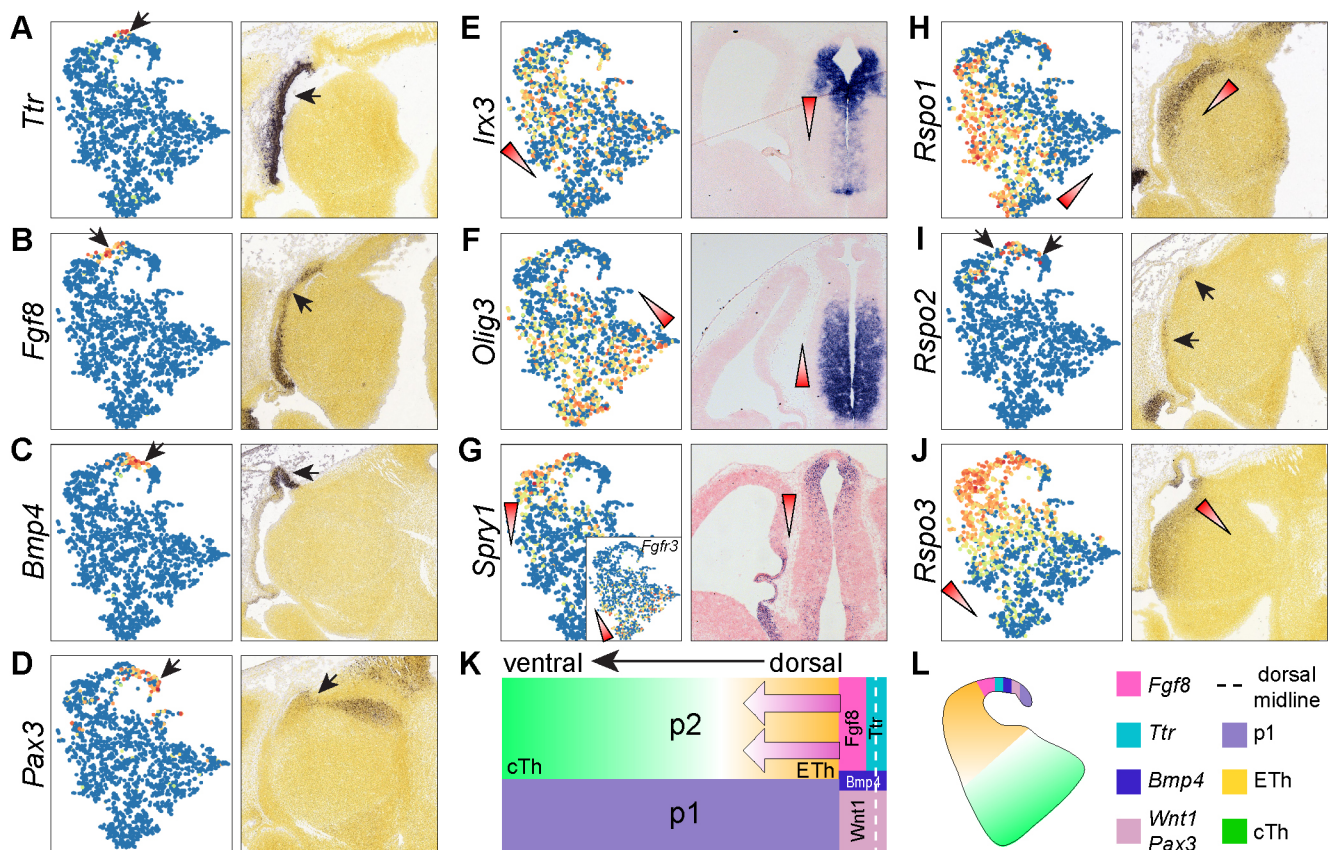 A
Ttr
B
Fgf8
C
Bmp4
D
Pax3
E
Irx3
F
Olig3
G
Spry1
Fgfr3
H
Rspo1
I
Rspo2
J
Rspo3
K
ventral
dorsal
p2
cTh
ETh
Fgf8
Ttr
Bmp4
p1
Wnt1
L
Fgf8
dorsal
midline
Ttr
p1
Bmp4
ETh
Wnt1
Pax3
cTh